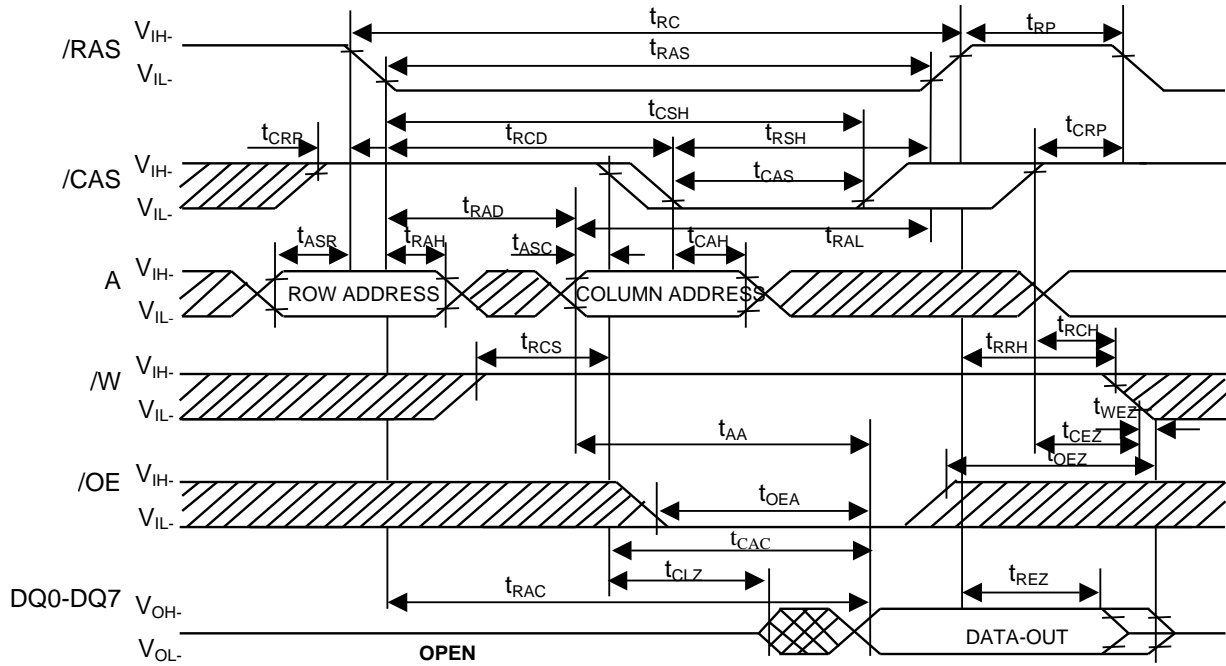 tRC
tRP
/RAS VIH-
VIL-
tRAS
tCSH
tCRP
tRCD
tRSH
tCRP
/CAS VIH-
VIL-
tCAS
tRAD
tRAL
tASR
tRAH
tASC
tCAH
A VIH-
VIL-
ROW ADDRESS
COLUMN ADDRESS
tRCS
tRCH
tRRH
/W VIH-
VIL-
tWEZ
tAA
tCEZ
tOEZ
/OE VIH-
VIL-
tOEA
tCAC
tCLZ
tREZ
tRAC
DQ0-DQ7 VOH-
VOL-
OPEN
DATA-OUT